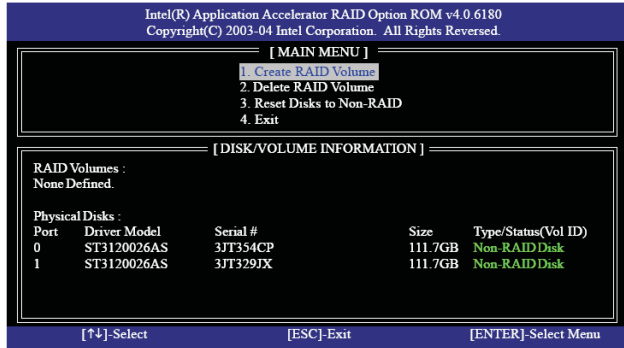 Intel(R) Application Accelerator RAID Option ROM v4.0.6180
Copyright(C) 2003-04 Intel Corporation.  All Rights Reversed.
[ MAIN MENU ]
1. Create RAID Volume
2. Delete RAID Volume
3. Reset Disks to Non-RAID
4. Exit
[ DISK/VOLUME INFORMATION ]
RAID Volumes :
None Defined.
Physical Disks :
Port Driver Model Serial # Size Type/Status(Vol ID)
0 ST3120026AS 3JT354CP 111.7GB Non-RAID Disk
1 ST3120026AS 3JT329JX 111.7GB Non-RAID Disk
[↑↓]-Select [ESC]-Exit [ENTER]-Select Menu